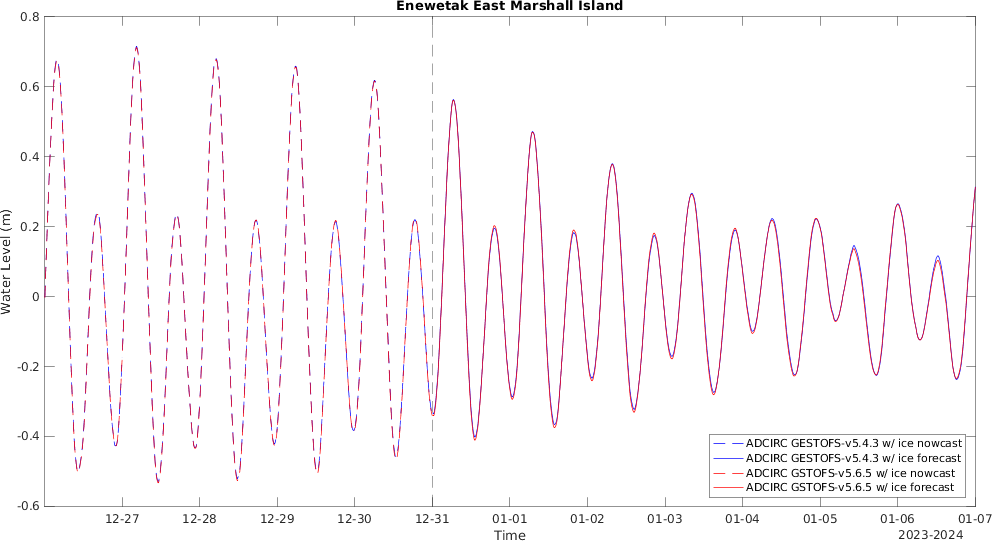 Enewetak East Marshall Island
0.8
0.6
0.4
0.2
0
-0.2
-0.4
-0.6
Water Level (m)
ADCIRC GESTOFS-v5.4.3 w/ ice nowcast
ADCIRC GESTOFS-v5.4.3 w/ ice forecast
ADCIRC GSTOFS-v5.6.5 w/ ice nowcast
ADCIRC GSTOFS-v5.6.5 w/ ice forecast
12-27 12-28 12-29 12-30 12-31 01-01 01-02 01-03 01-04 01-05 01-06 01-07
Time
2023-2024